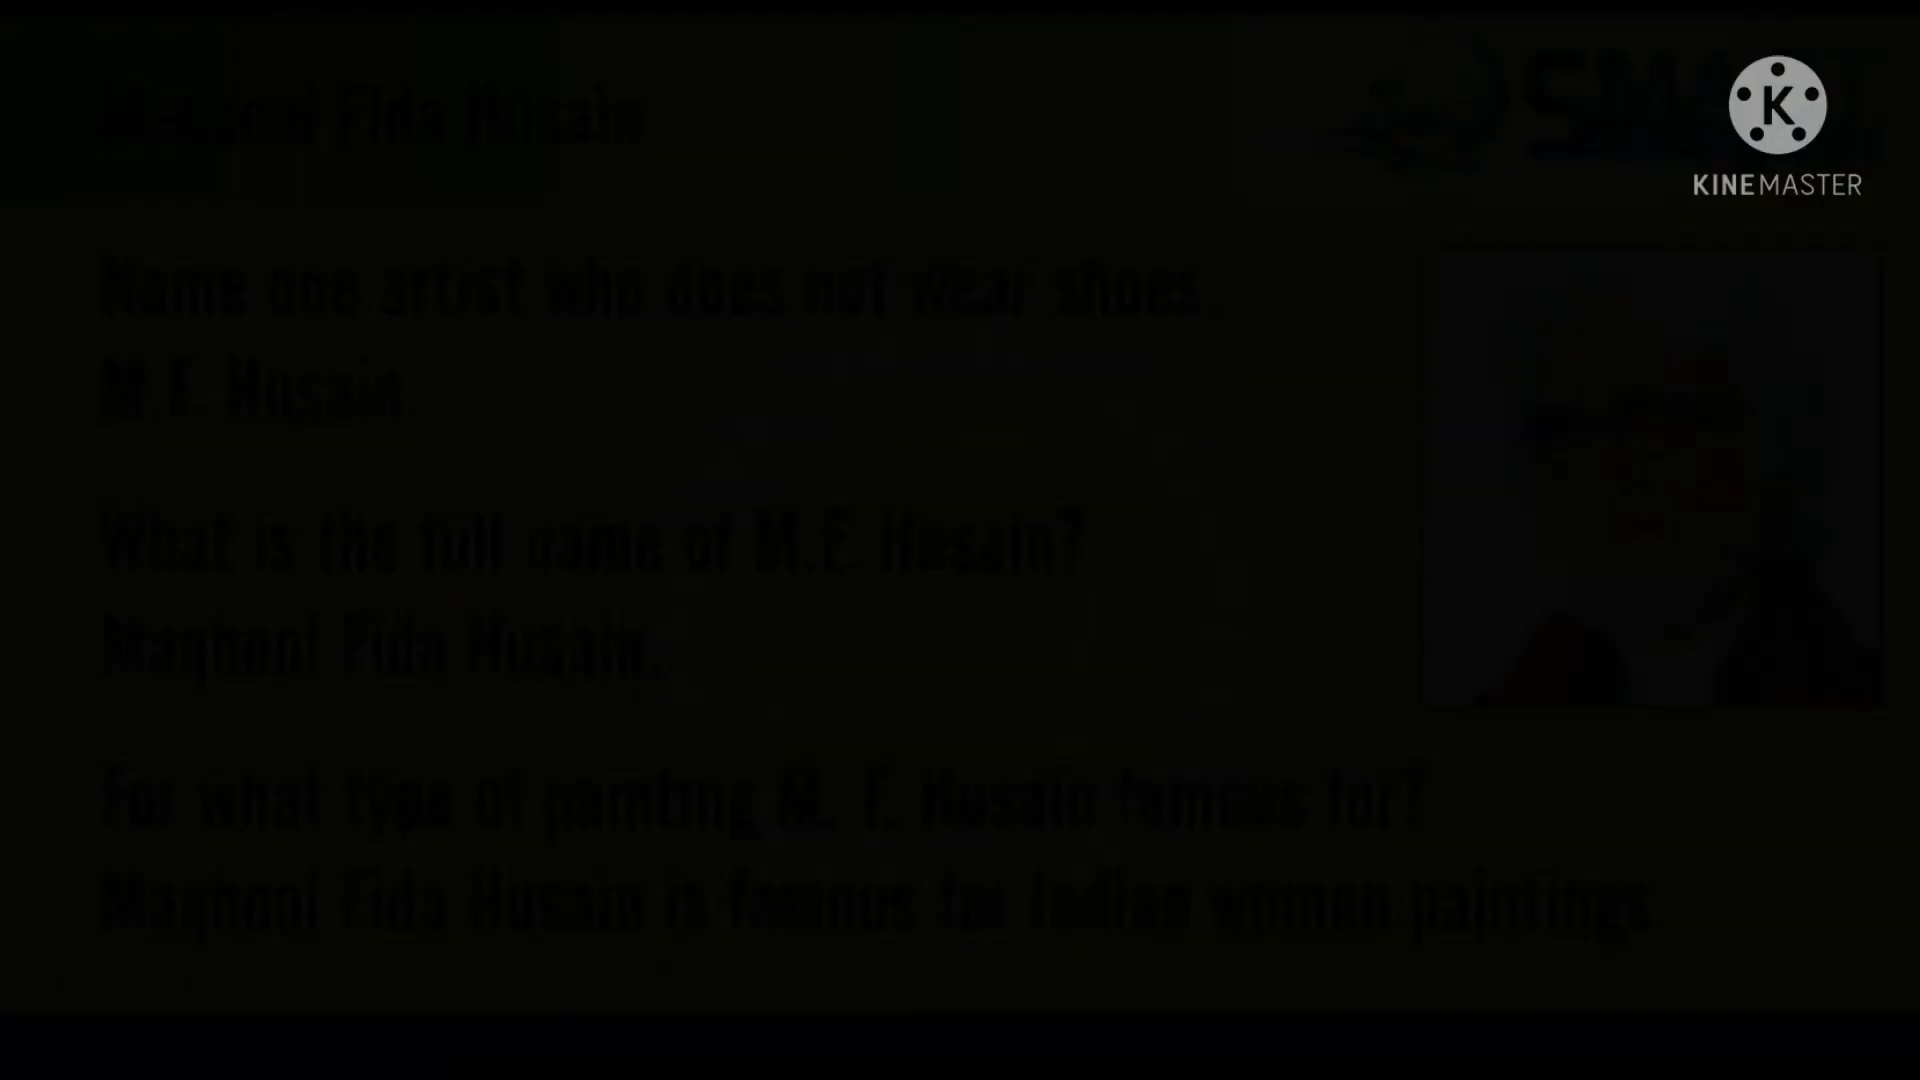 Maqbool Fida Husain
SMART
K
KINEMASTER
Name one artist who does not wear shoes.
M.F. Husain
What is the full name of M.F. Husain?
Maqbool Fida Husain.
For what type of painting M. F. Husain famous for?
Maqbool Fida Husain is famous for Indian women paintings